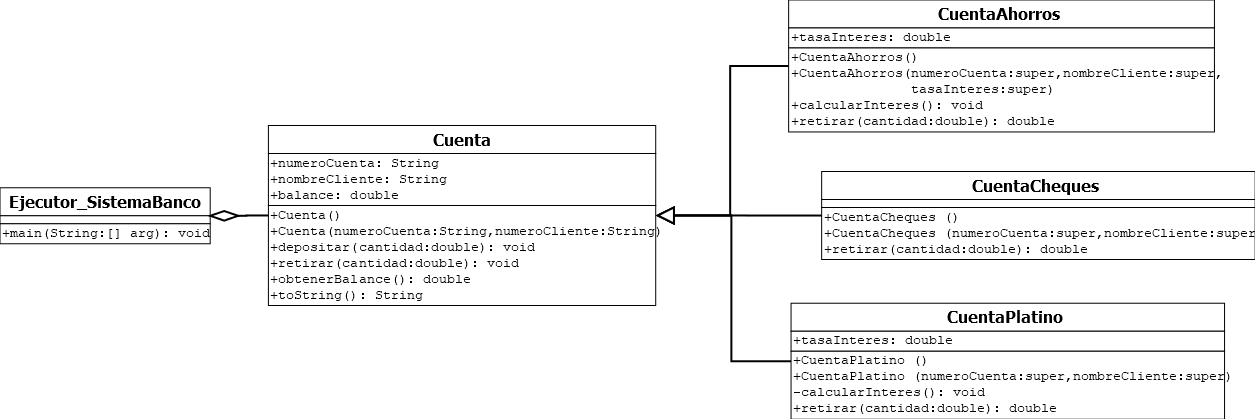 Ejecutor_SistemaBanco
+main(String:[] arg): void
Cuenta
+numeroCuenta: String
+nombreCliente: String
+balance: double
+Cuenta()
+Cuenta(numeroCuenta:String,numeroCliente:String)
+depositar(cantidad:double): void
+retirar(cantidad:double): void
+obtenerBalance(): double
+toString(): String
CuentaAhorros
+tasaInteres: double
+CuentaAhorros()
+CuentaAhorros(numeroCuenta:super,nombreCliente:super,
tasaInteres:super)
+calcularInteres(): void
+retirar(cantidad:double): double
CuentaCheques
+CuentaCheques ()
+CuentaCheques (numeroCuenta:super,nombreCliente:super
+retirar(cantidad:double): double
CuentaPlatino
+tasaInteres: double
+CuentaPlatino ()
+CuentaPlatino (numeroCuenta:super,nombreCliente:super)
-calcularInteres(): void
+retirar(cantidad:double): double